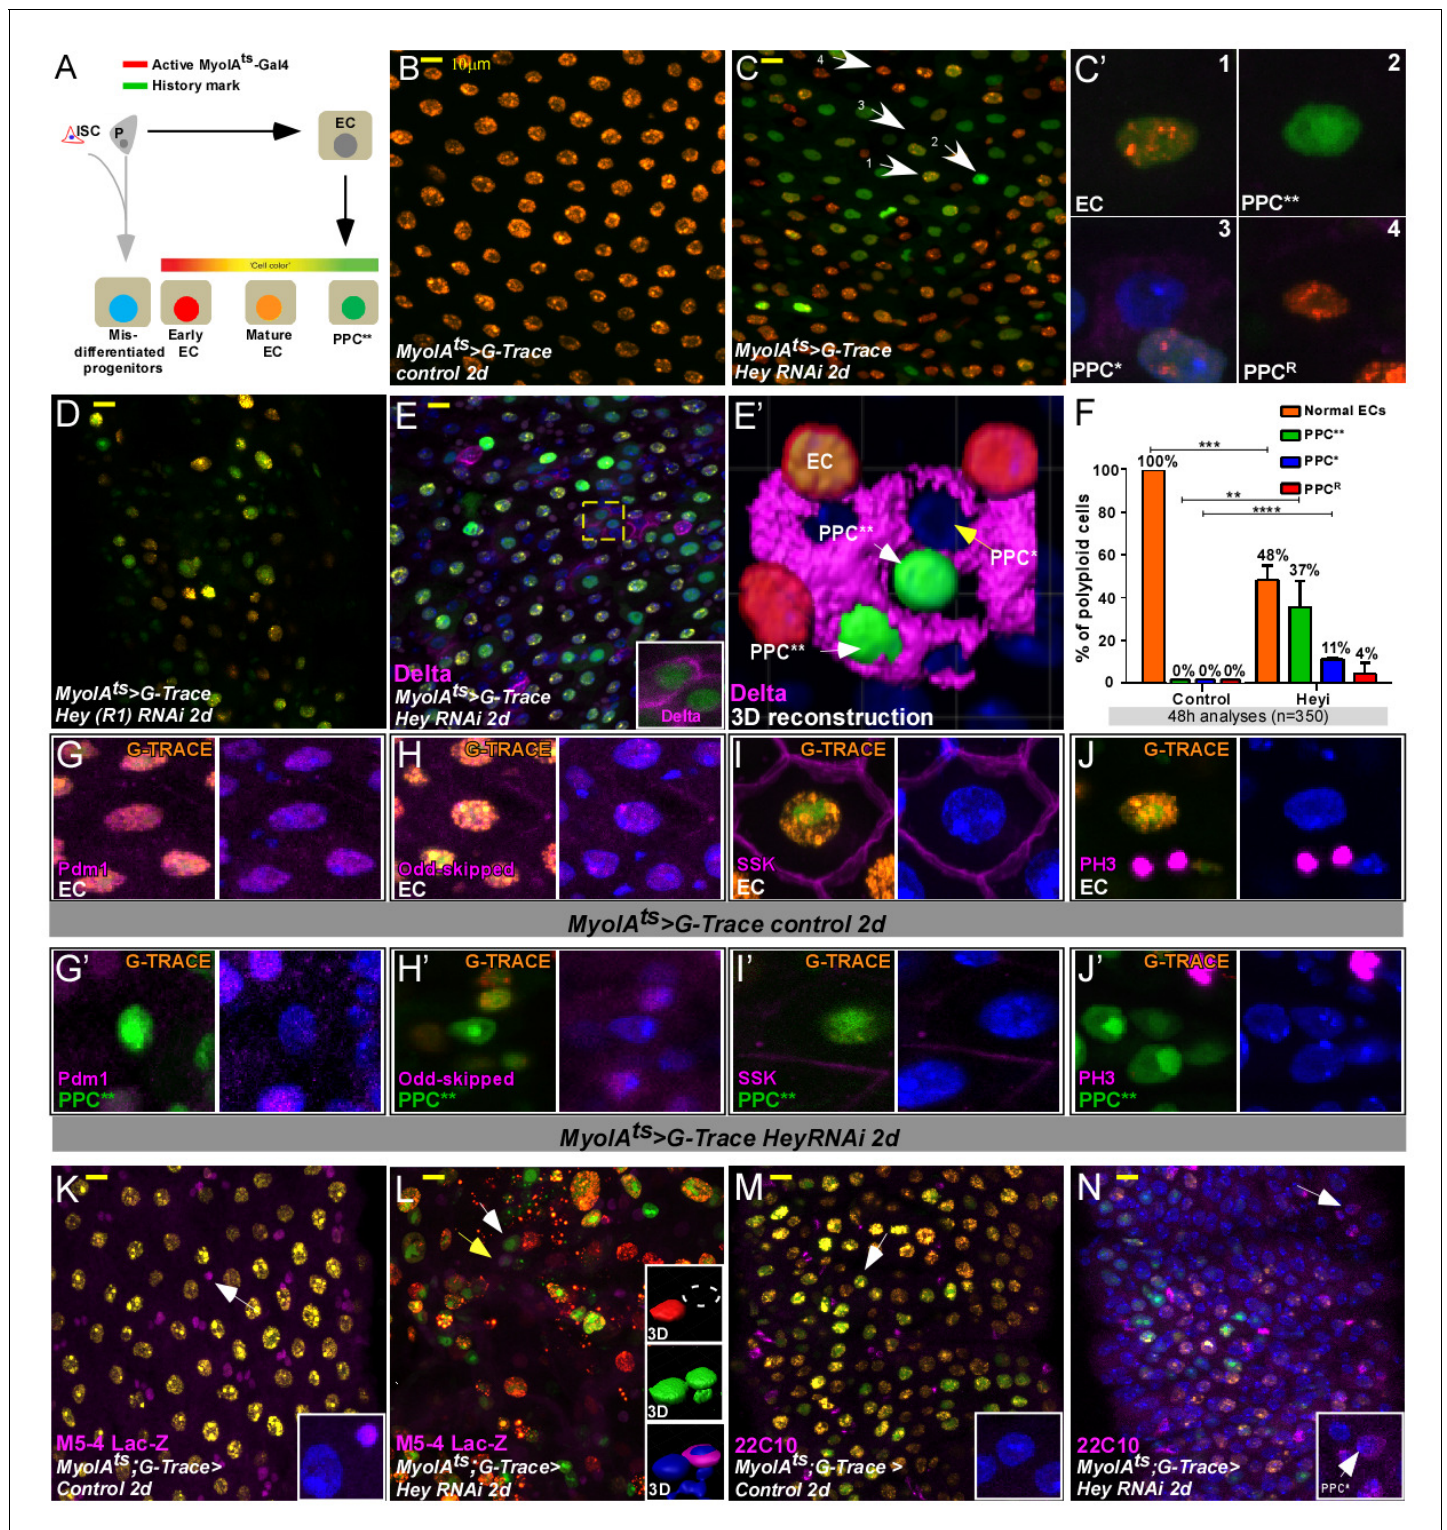 A
Active MyoIAts-Gal4
History mark
ISC
P
EC
'Cell color'
Mis-
differentiated
progenitors
Early
EC
Mature
EC
PPC**
B
10μm
MyoIAts>G-Trace
control 2d
C
4
3
2
1
MyoIAts>G-Trace
Hey RNAi 2d
C'
1
EC
2
PPC**
3
PPC*
4
PPCR
D
MyoIAts>G-Trace
Hey (R1) RNAi 2d
E
Delta
MyoIAts>G-Trace
Hey RNAi 2d
Delta
E'
EC
PPC**
PPC*
PPC**
Delta
3D reconstruction
F
Normal ECs
PPC**
PPC*
PPCR
% of polyploid cells
100
80
60
40
20
0
100%
***
**
****
0% 0% 0%
48%
37%
11%
4%
Control
Heyi
48h analyses (n=350)
G
G-TRACE
Pdm1
EC
H
G-TRACE
Odd-skipped
EC
I
G-TRACE
SSK
EC
J
G-TRACE
PH3
EC
MyoIAts>G-Trace control 2d
G'
G-TRACE
Pdm1
PPC**
H'
G-TRACE
Odd-skipped
PPC**
I'
G-TRACE
SSK
PPC**
J'
G-TRACE
PH3
PPC**
MyoIAts>G-Trace HeyRNAi 2d
K
M5-4 Lac-Z
MyoIAts;G-Trace>
Control 2d
L
M5-4 Lac-Z
MyoIAts;G-Trace>
Hey RNAi 2d
3D
3D
3D
M
22C10
MyoIAts;G-Trace >
Control 2d
N
22C10
MyoIAts;G-Trace>
Hey RNAi 2d
PPC*